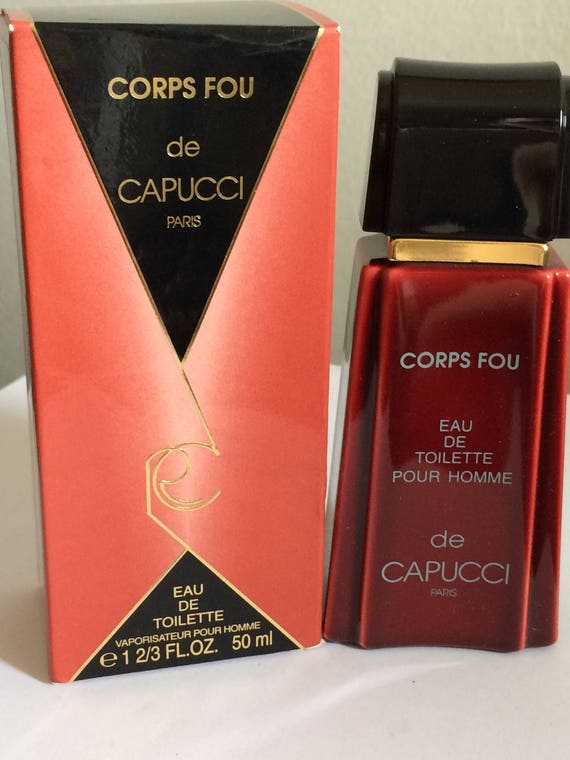 CORPS FOU
de
CAPUCCI
PARIS
EAU
DE
TOILETTE
VAPORISATEUR POUR HOMME
e 1 2/3 FL.OZ. 50 ml
CORPS FOU
EAU
DE
TOILETTE
POUR HOMME
de
CAPUCCI
PARIS